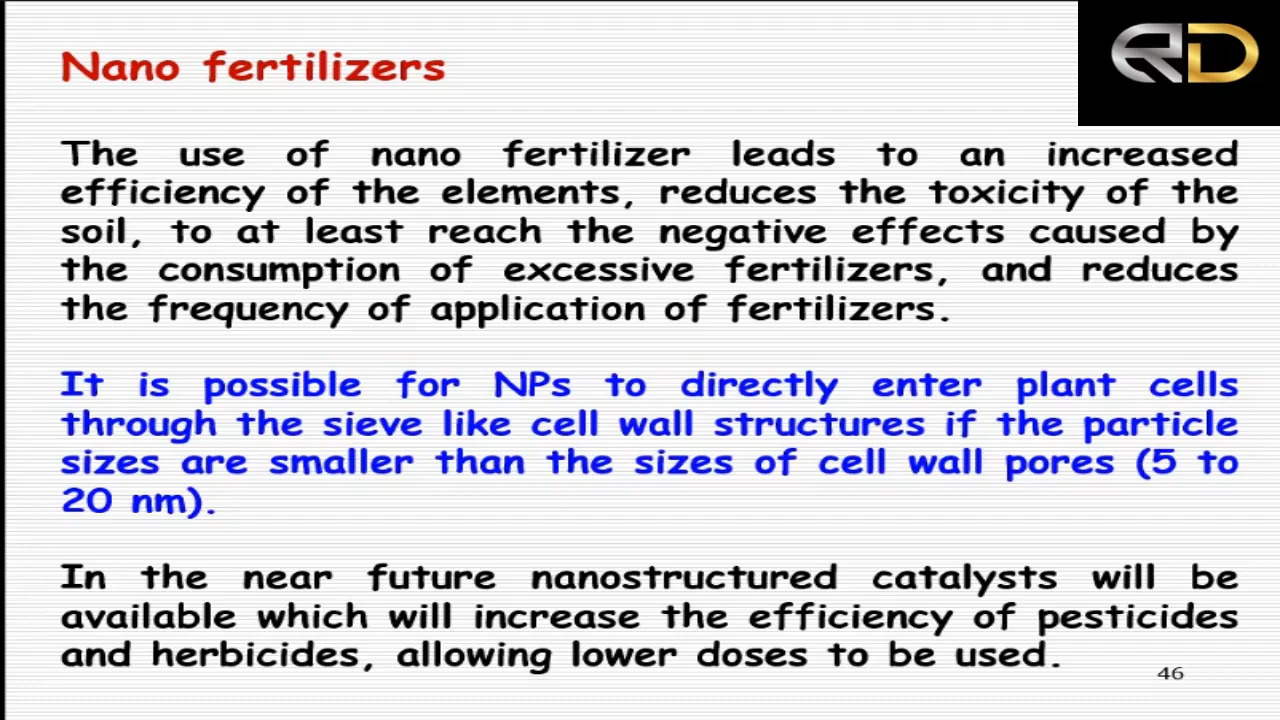 Nano fertilizers
RD
The use of nano fertilizer leads to an increased
efficiency of the elements, reduces the toxicity of the
soil, to at least reach the negative effects caused by
the consumption of excessive fertilizers, and reduces
the frequency of application of fertilizers.
It is possible for NPs to directly enter plant cells
through the sieve like cell wall structures if the particle
sizes are smaller than the sizes of cell wall pores (5 to
20 nm).
In the near future nanostructured catalysts will be
available which will increase the efficiency of pesticides
and herbicides, allowing lower doses to be used.
46